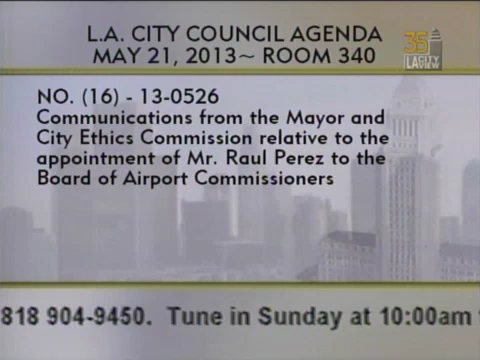 L.A. CITY COUNCIL AGENDA
MAY 21, 2013~ ROOM 340
35
LA CITY
VIEW
NO. (16) - 13-0526
Communications from the Mayor and
City Ethics Commission relative to the
appointment of Mr. Raul Perez to the
Board of Airport Commissioners
818 904-9450.  Tune in Sunday at 10:00am